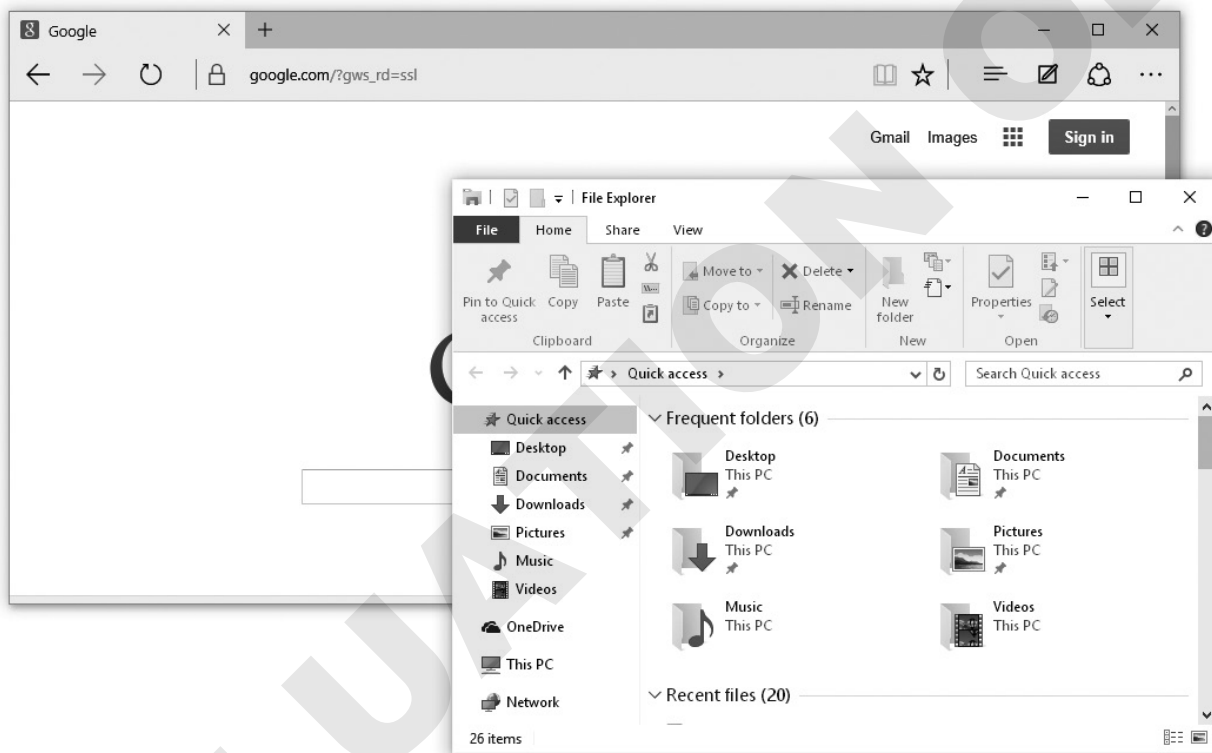 Google
google.com/?gws_rd=ssl
Gmail Images Sign in
File Explorer
File Home Share View
Pin to Quick access
Copy
Paste
Clipboard
Move to
Copy to
Delete
Rename
Organize
New folder
New
Properties
Open
Select
Quick access
Search Quick access
Quick access
Desktop
Documents
Downloads
Pictures
Music
Videos
OneDrive
This PC
Network
Frequent folders (6)
Desktop
This PC
Documents
This PC
Downloads
This PC
Pictures
This PC
Music
This PC
Videos
This PC
Recent files (20)
26 items
UATION O